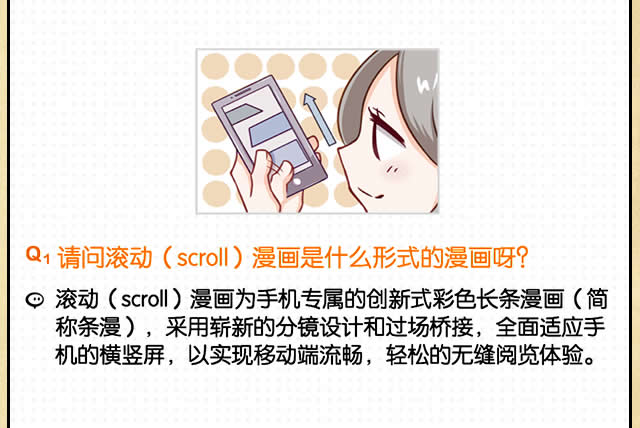 Q1 请问滚动（scroll）漫画是什么形式的漫画呀？
滚动（scroll）漫画为手机专属的创新式彩色长条漫画（简
称条漫），采用崭新的分镜设计和过场桥接，全面适应手
机的横竖屏，以实现移动端流畅，轻松的无缝阅览体验。